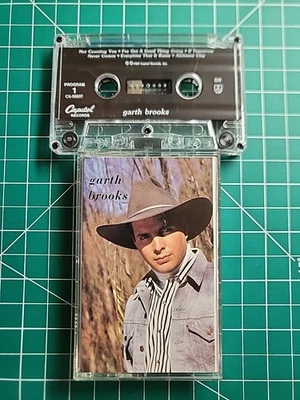 Not Counting You • I've Got A Good Thing Going • If Tomorrow
Never Comes • Everytime That It Rains • Alabama Clay
PROGRAM
1
Capitol
RECORDS
garth brooks
garth
brooks